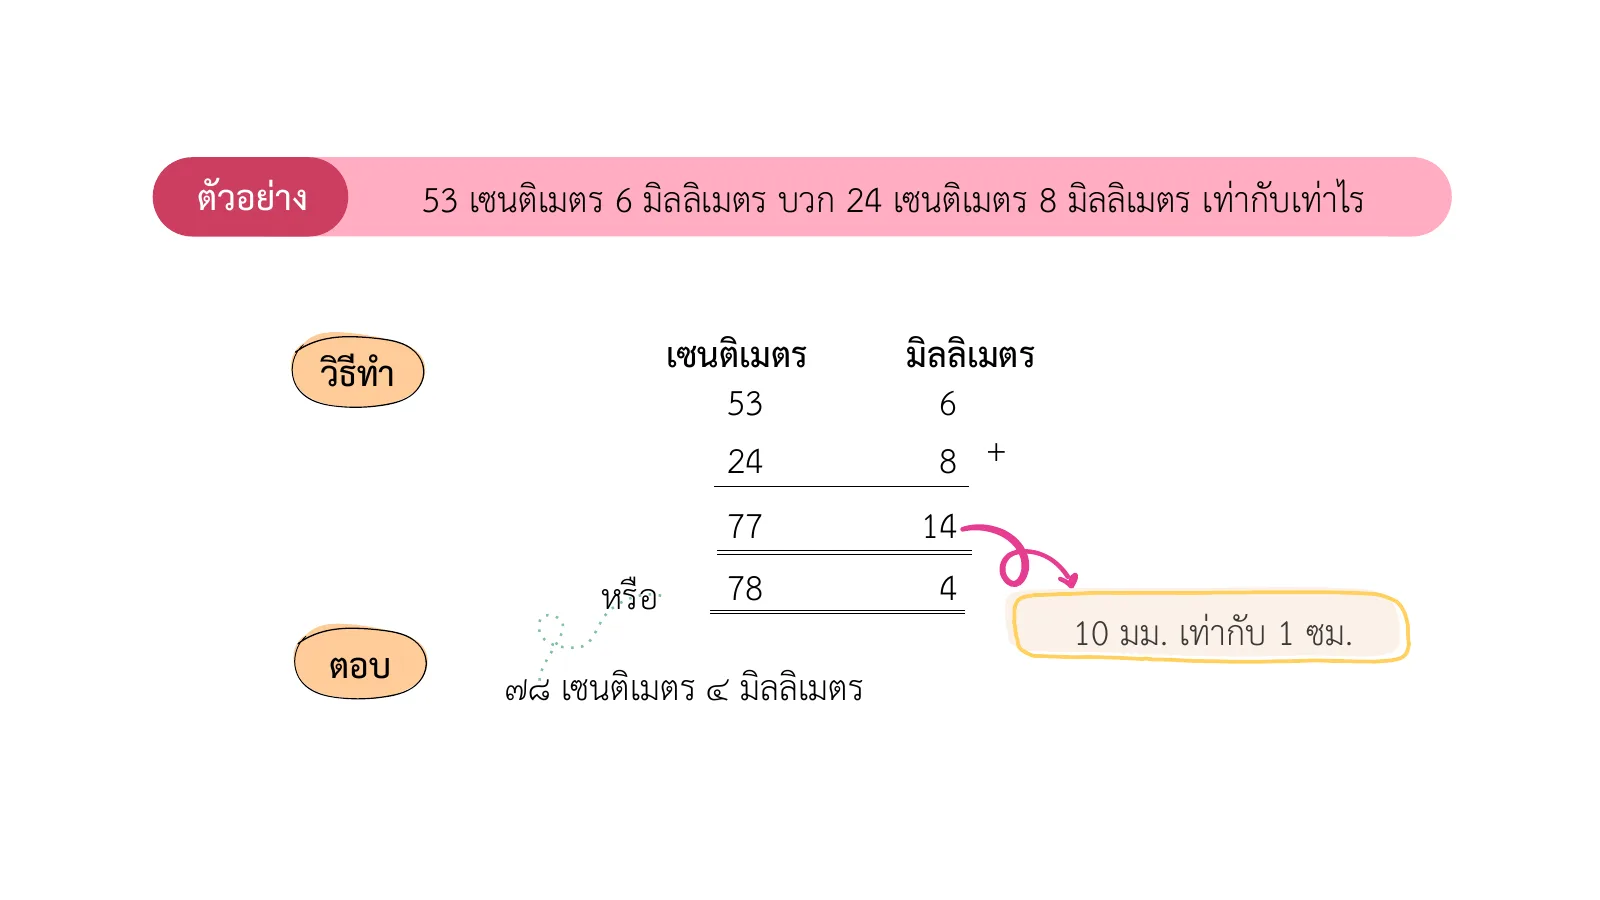 ตัวอย่าง 53 เซนติเมตร 6 มิลลิเมตร บวก 24 เซนติเมตร 8 มิลลิเมตร เท่ากับเท่าไร
วิธีทำ
เซนติเมตร มิลลิเมตร
53 6
24 8 +
77 14
หรือ 78 4
10 มม. เท่ากับ 1 ซม.
ตอบ
๗๘ เซนติเมตร ๔ มิลลิเมตร